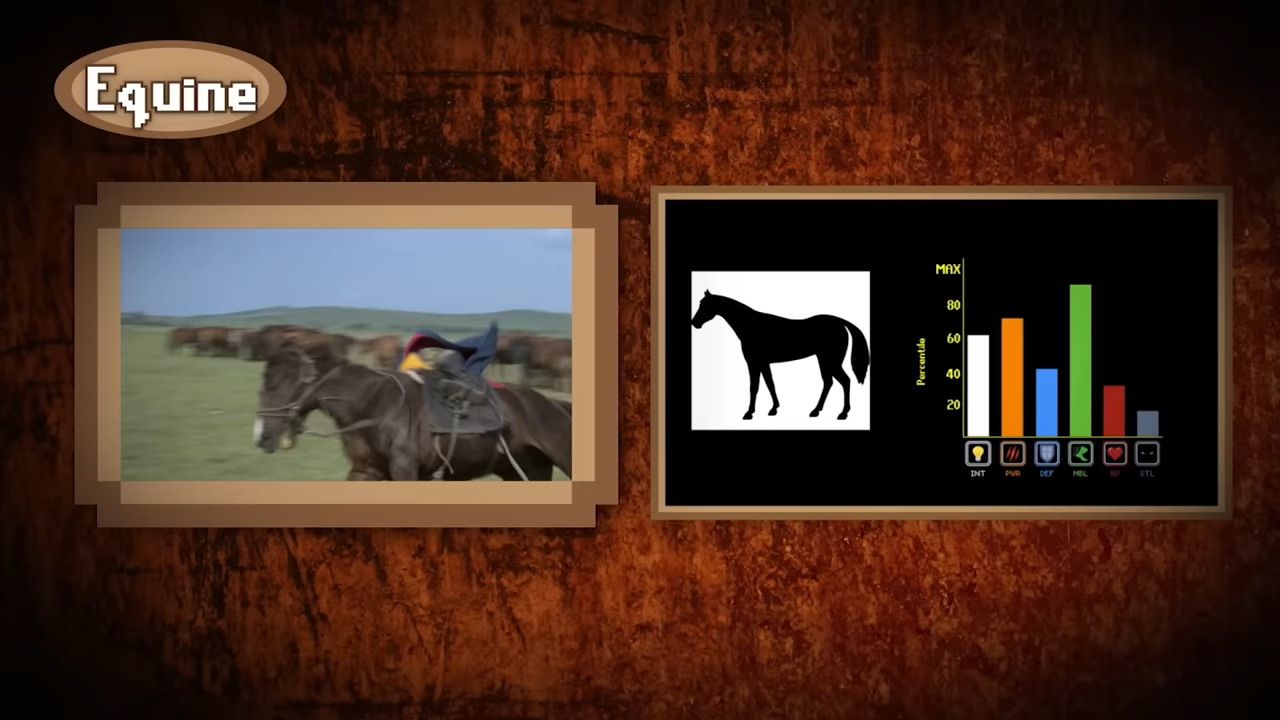 Equine
MAX
80
60
40
20
Percentile
INT
PWR
DEF
MBL
HP
STL